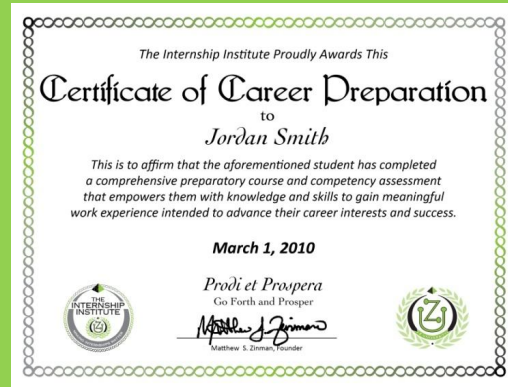 The Internship Institute Proudly Awards This
Certificate of Career Preparation
to
Jordan Smith
This is to affirm that the aforementioned student has completed
a comprehensive preparatory course and competency assessment
that empowers them with knowledge and skills to gain meaningful
work experience intended to advance their career interests and success.
March 1, 2010
Prodi et Prospera
Go Forth and Prosper
Matthew S. Zinman, Founder
THE
INTERNSHIP
INSTITUTE